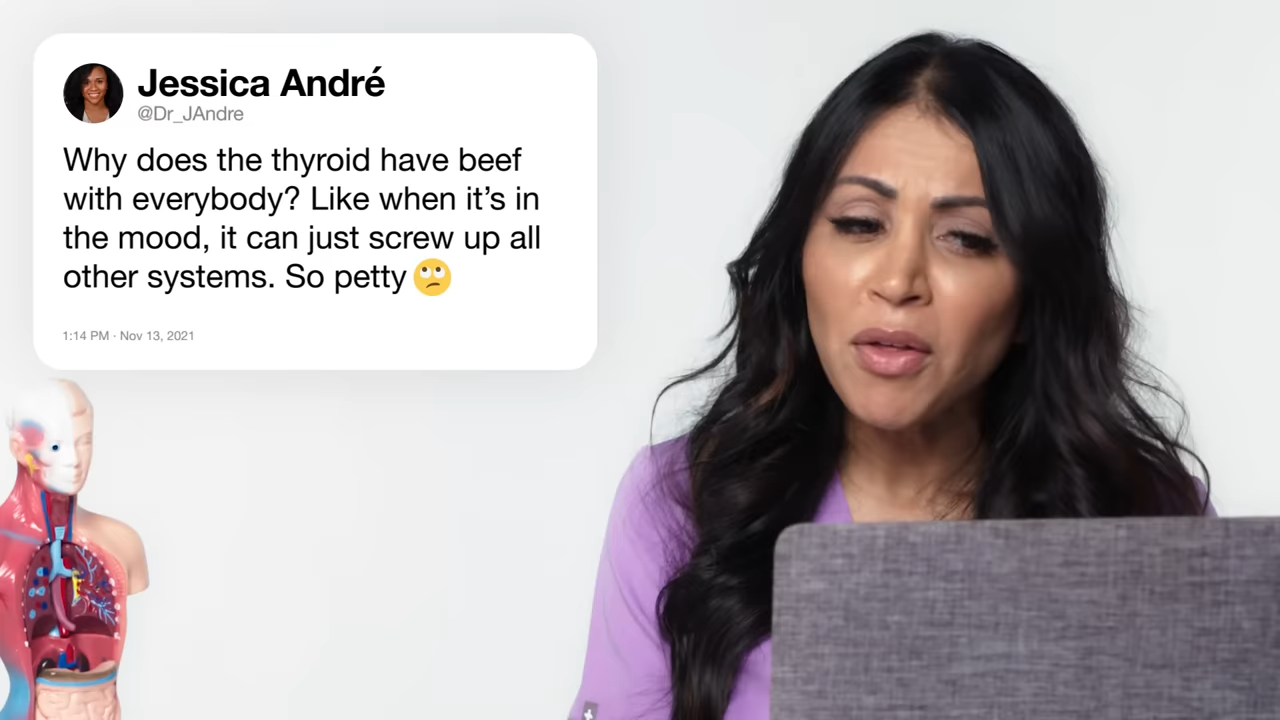 Jessica André
@Dr_JAndre
Why does the thyroid have beef
with everybody? Like when it’s in
the mood, it can just screw up all
other systems. So petty 🙄
1:14 PM · Nov 13, 2021